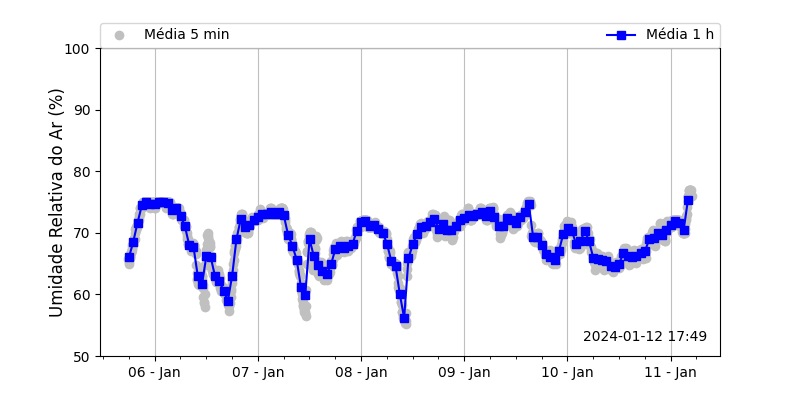 Média 5 min Média 1 h
100
90
80
70
60
50
Umidade Relativa do Ar (%)
2024-01-12 17:49
06 - Jan 07 - Jan 08 - Jan 09 - Jan 10 - Jan 11 - Jan